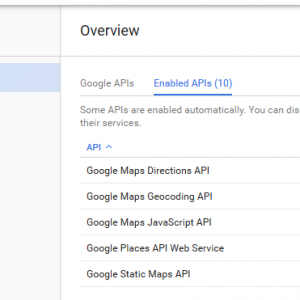 Overview
Google APIs Enabled APIs (10)
Some APIs are enabled automatically. You can dis
their services.
API
Google Maps Directions API
Google Maps Geocoding API
Google Maps JavaScript API
Google Places API Web Service
Google Static Maps API